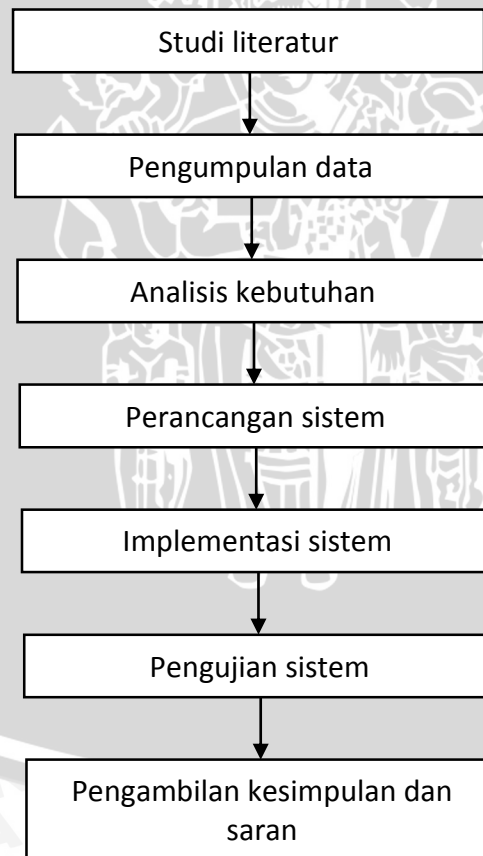 Studi literatur
Pengumpulan data
Analisis kebutuhan
Perancangan sistem
Implementasi sistem
Pengujian sistem
Pengambilan kesimpulan dan
saran